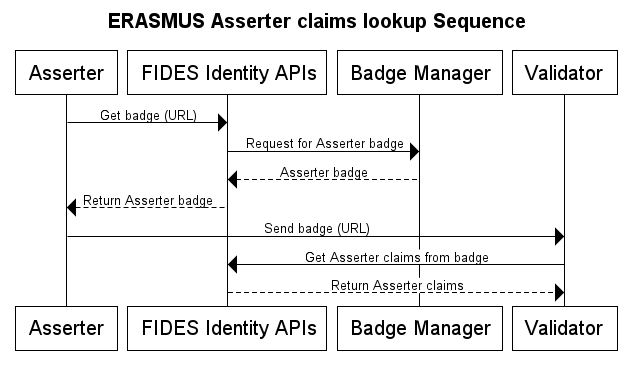 ERASMUS Asserter claims lookup Sequence
Asserter
FIDES Identity APIs
Badge Manager
Validator
Get badge (URL)
Request for Asserter badge
Asserter badge
Return Asserter badge
Send badge (URL)
Get Asserter claims from badge
Return Asserter claims
Asserter
FIDES Identity APIs
Badge Manager
Validator